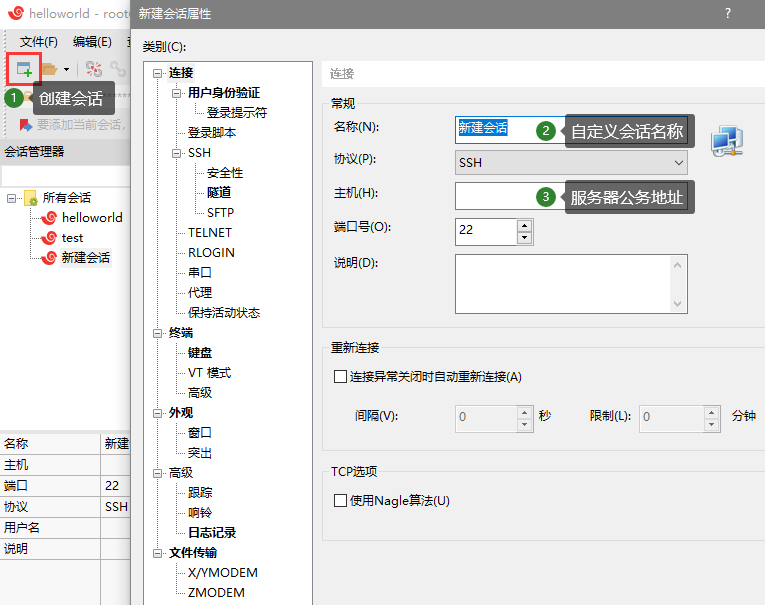 helloworld - root
新建会话属性
?
文件(F) 编辑(E)
1 创建会话
要添加当前会话,
会话管理器
所有会话
helloworld
test
新建会话
名称 新建
主机
端口 22
协议 SSH
用户名
说明
类别(C):
连接
用户身份验证
登录提示符
登录脚本
SSH
安全性
隧道
SFTP
TELNET
RLOGIN
串口
代理
保持活动状态
终端
键盘
VT 模式
高级
外观
窗口
突出
高级
跟踪
响铃
日志记录
文件传输
X/YMODEM
ZMODEM
连接
常规
名称(N): 新建会话 2 自定义会话名称
协议(P): SSH
主机(H): 3 服务器公务地址
端口号(O): 22
说明(D):
重新连接
连接异常关闭时自动重新连接(A)
间隔(V): 0 秒 限制(L): 0 分钟
TCP选项
使用Nagle算法(U)